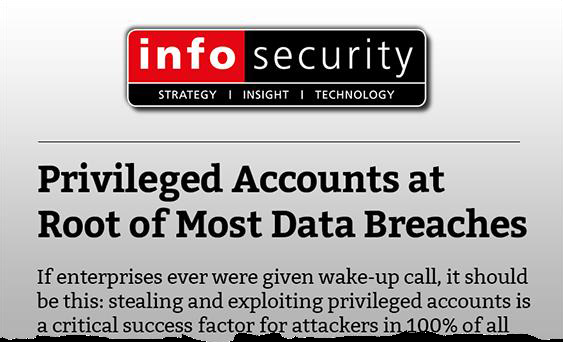 info security
STRATEGY | INSIGHT | TECHNOLOGY
Privileged Accounts at
Root of Most Data Breaches
If enterprises ever were given wake-up call, it should
be this: stealing and exploiting privileged accounts is
a critical success factor for attackers in 100% of all